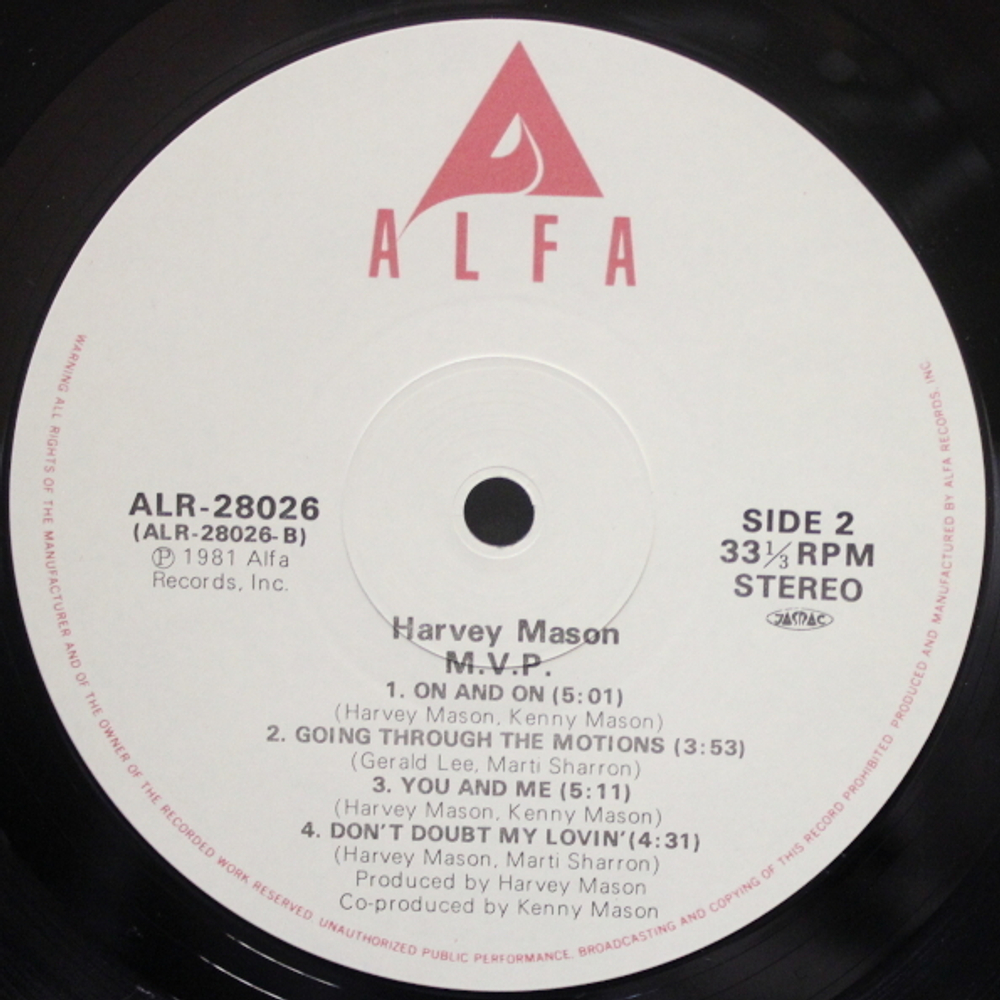 ALFA
ALR-28026
(ALR-28026-B)
Ⓟ 1981 Alfa
Records, Inc.
SIDE 2
33⅓ RPM
STEREO
JASRAC
Harvey Mason
M.V.P.
1. ON AND ON (5:01)
(Harvey Mason, Kenny Mason)
2. GOING THROUGH THE MOTIONS (3:53)
(Gerald Lee, Marti Sharron)
3. YOU AND ME (5:11)
(Harvey Mason, Kenny Mason)
4. DON'T DOUBT MY LOVIN' (4:31)
(Harvey Mason, Marti Sharron)
Produced by Harvey Mason
Co-produced by Kenny Mason
WARNING ALL RIGHTS OF THE MANUFACTURER AND OF THE OWNER OF THE RECORDED WORK RESERVED. UNAUTHORIZED PUBLIC PERFORMANCE, BROADCASTING AND COPYING OF THIS RECORD PROHIBITED. PRODUCED AND MANUFACTURED BY ALFA RECORDS, INC.